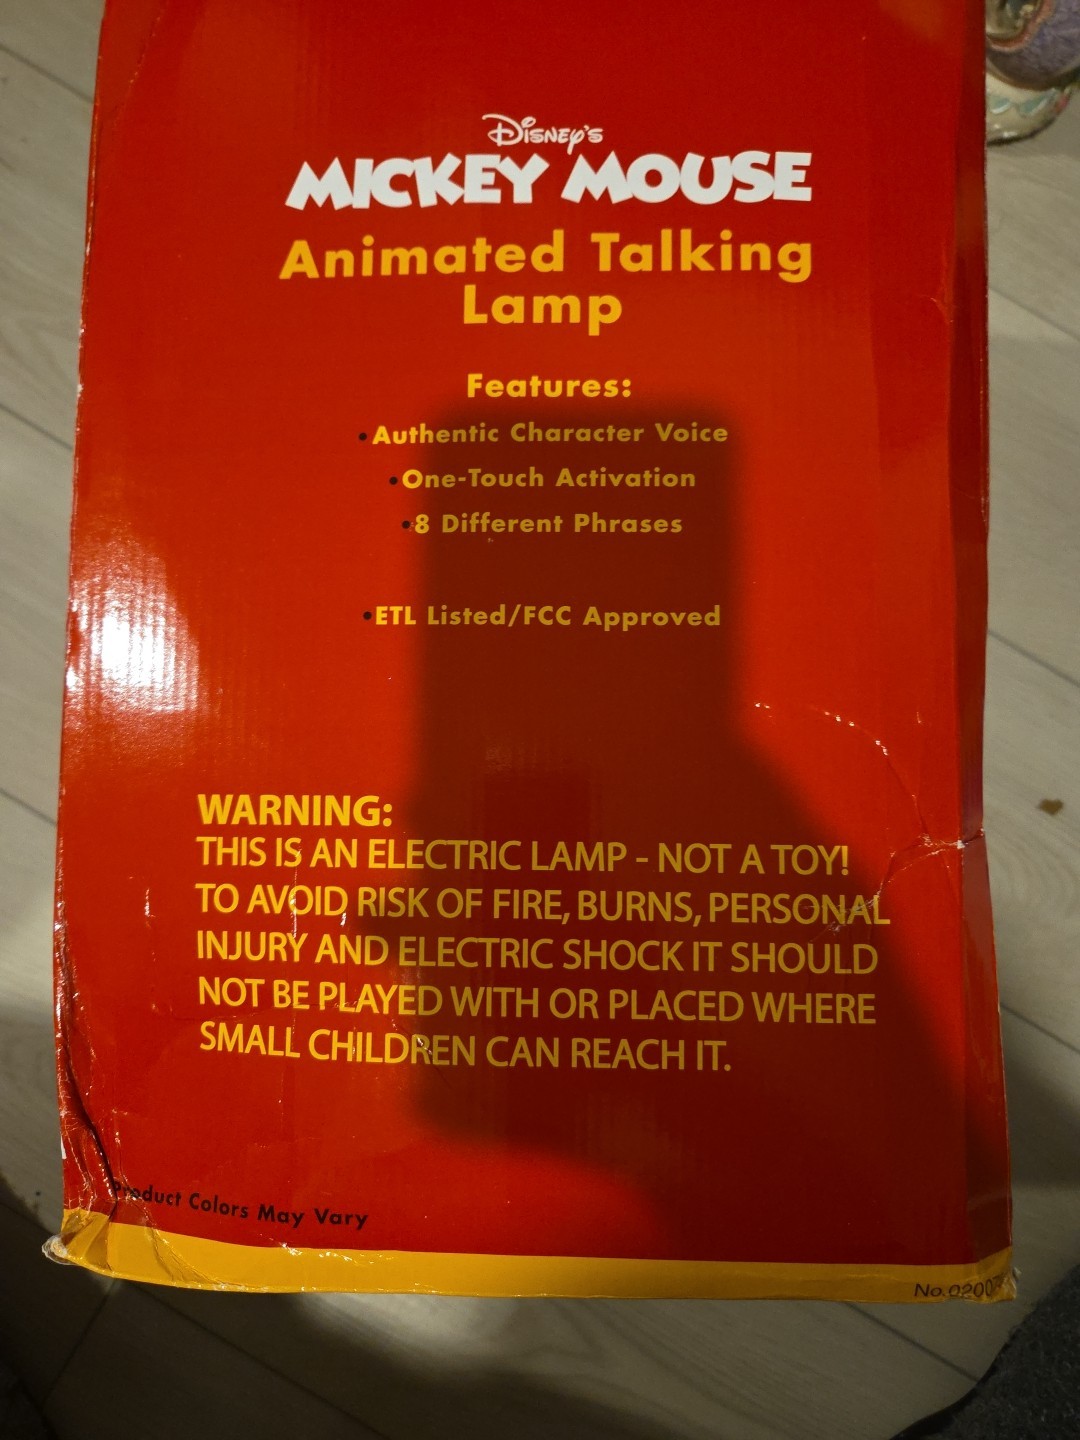 Disney's
MICKEY MOUSE
Animated Talking
Lamp
Features:
•Authentic Character Voice
•One-Touch Activation
•8 Different Phrases
•ETL Listed/FCC Approved
WARNING:
THIS IS AN ELECTRIC LAMP - NOT A TOY!
TO AVOID RISK OF FIRE, BURNS, PERSONAL
INJURY AND ELECTRIC SHOCK IT SHOULD
NOT BE PLAYED WITH OR PLACED WHERE
SMALL CHILDREN CAN REACH IT.
Product Colors May Vary